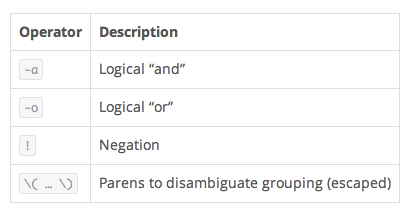 Operator Description
-a Logical “and”
-o Logical “or”
! Negation
\( … \) Parens to disambiguate grouping (escaped)